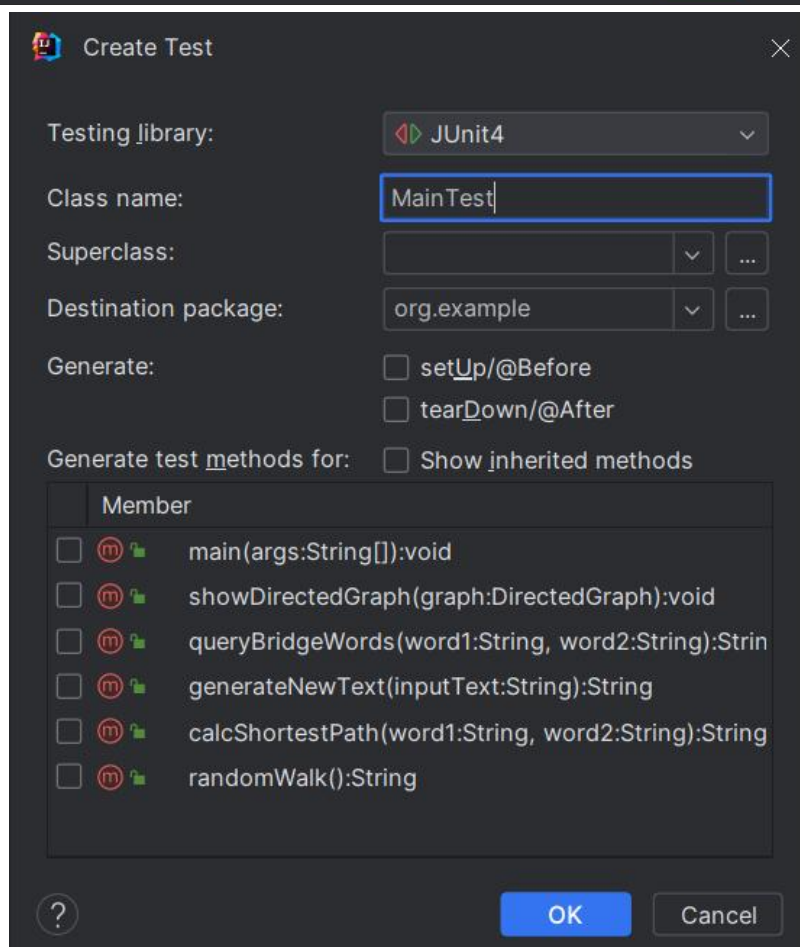 Create Test
Testing library: JUnit4
Class name: MainTest
Superclass: ...
Destination package: org.example ...
Generate: setUp/@Before
tearDown/@After
Generate test methods for: Show inherited methods
Member
m main(args:String[]):void
m showDirectedGraph(graph:DirectedGraph):void
m queryBridgeWords(word1:String, word2:String):Strin
m generateNewText(inputText:String):String
m calcShortestPath(word1:String, word2:String):String
m randomWalk():String
? OK Cancel